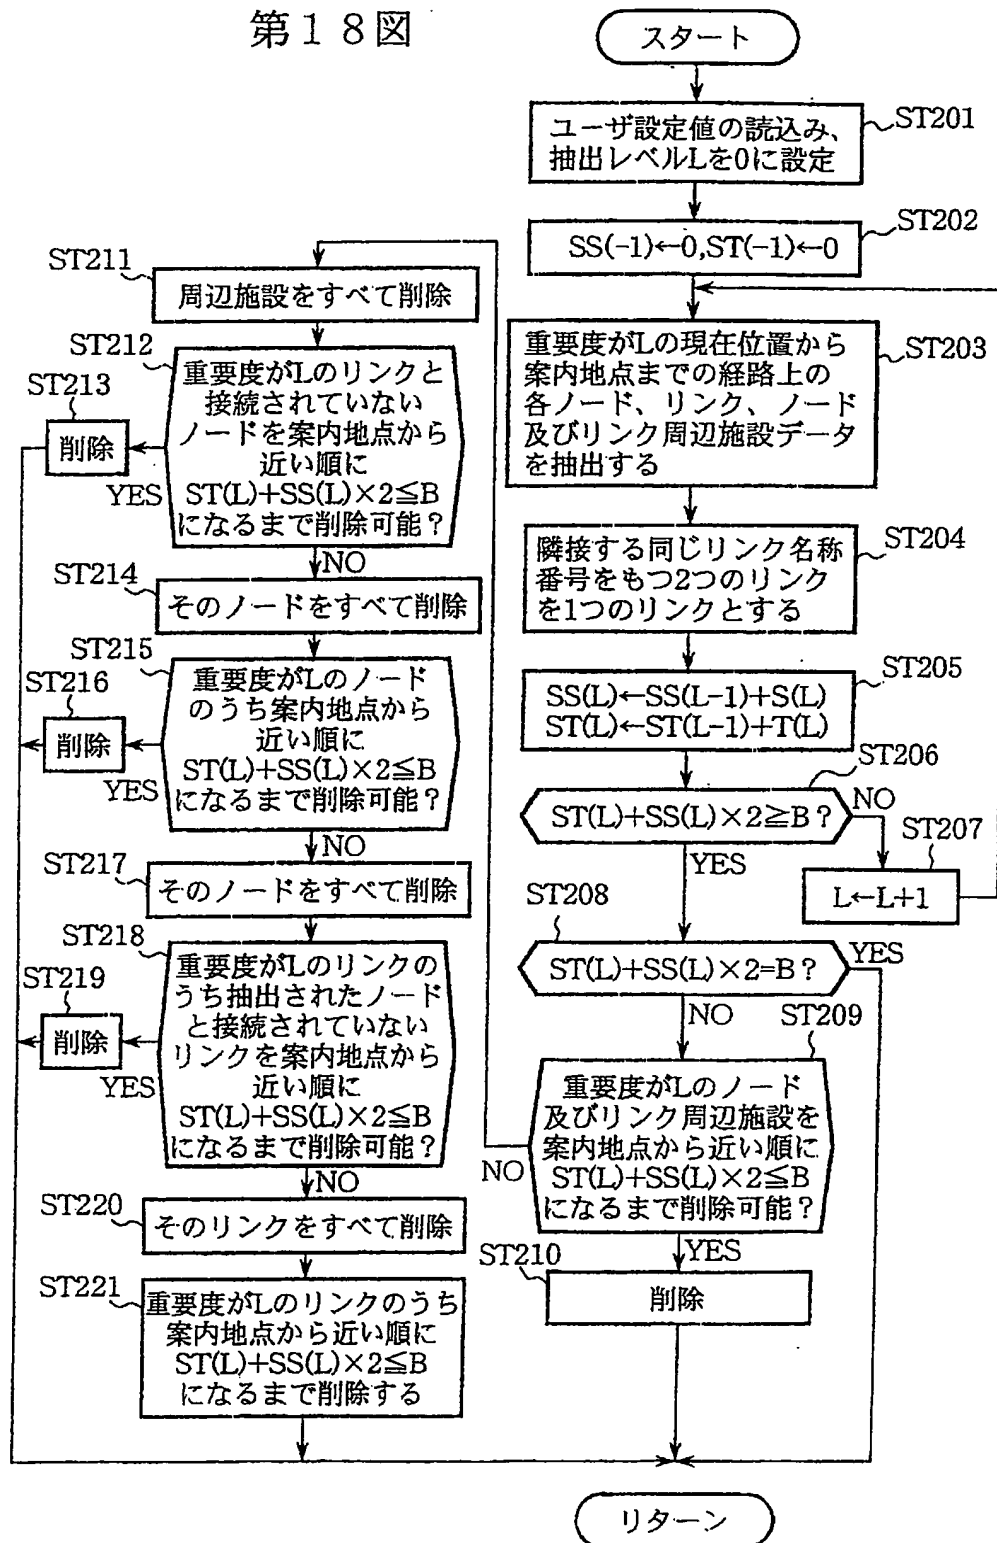 第18図
スタート
ST201
ユーザ設定値の読込み、
抽出レベルLを0に設定
ST202
SS(-1)←0,ST(-1)←0
ST203
重要度がLの現在位置から
案内地点までの経路上の
各ノード、リンク、ノード
及びリンク周辺施設データ
を抽出する
ST204
隣接する同じリンク名称
番号をもつ2つのリンク
を1つのリンクとする
ST205
SS(L)←SS(L-1)+S(L)
ST(L)←ST(L-1)+T(L)
ST206
ST(L)+SS(L)×2≧B?
NO
YES
ST207
L←L+1
ST208
ST(L)+SS(L)×2=B?
YES
NO
ST209
重要度がLのノード
及びリンク周辺施設を
案内地点から近い順に
ST(L)+SS(L)×2≦B
になるまで削除可能?
NO
YES
ST210
削除
ST211
周辺施設をすべて削除
ST212
重要度がLのリンクと
接続されていない
ノードを案内地点から
近い順に
ST(L)+SS(L)×2≦B
になるまで削除可能?
ST213
削除
YES
NO
ST214
そのノードをすべて削除
ST215
重要度がLのノード
のうち案内地点から
近い順に
ST(L)+SS(L)×2≦B
になるまで削除可能?
ST216
削除
YES
NO
ST217
そのノードをすべて削除
ST218
重要度がLのリンクの
うち抽出されたノード
と接続されていない
リンクを案内地点から
近い順に
ST(L)+SS(L)×2≦B
になるまで削除可能?
ST219
削除
YES
NO
ST220
そのリンクをすべて削除
ST221
重要度がLのリンクのうち
案内地点から近い順に
ST(L)+SS(L)×2≦B
になるまで削除する
リターン